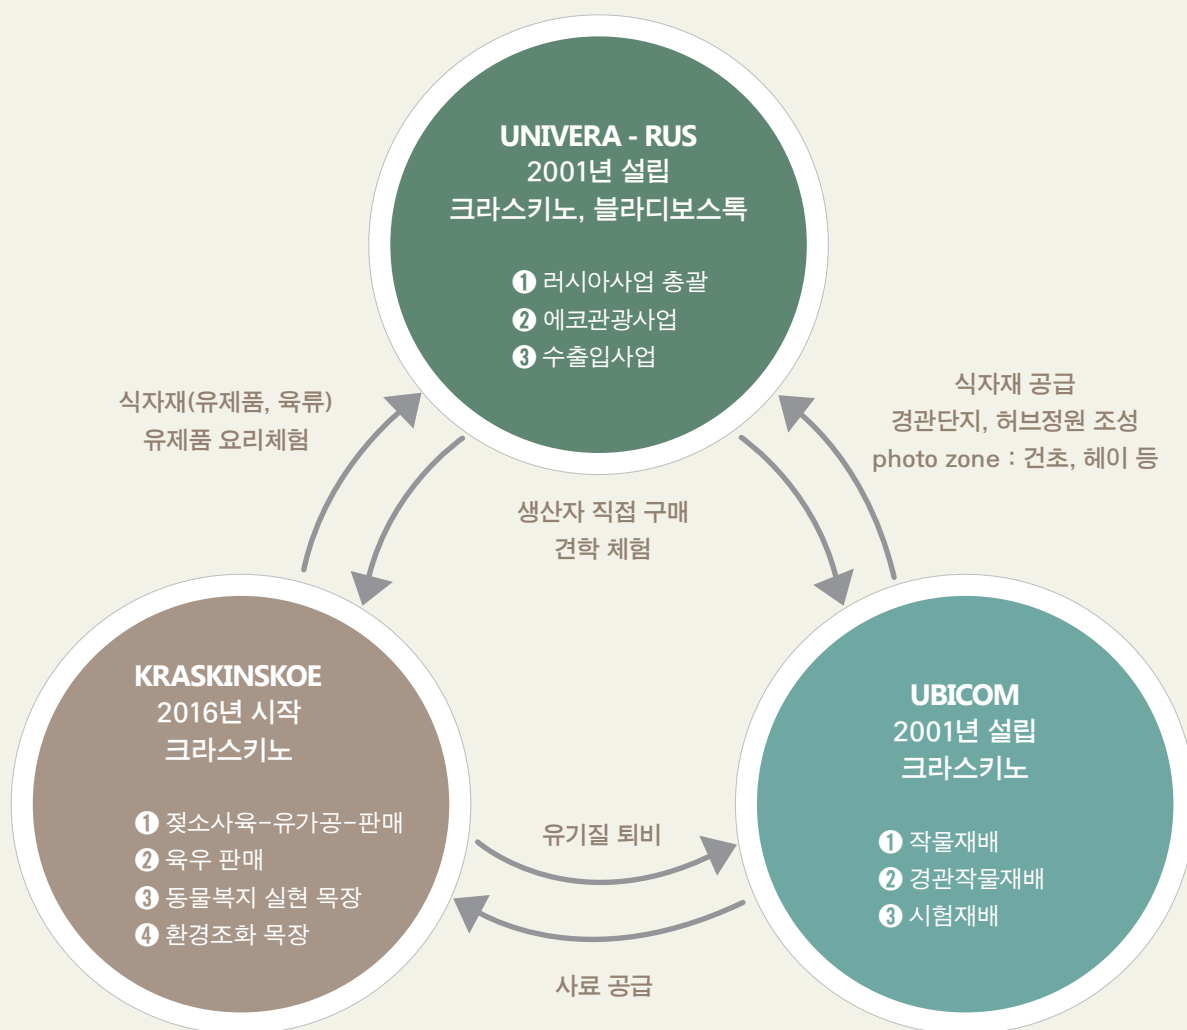 UNIVERA - RUS
2001년 설립
크라스키노, 블라디보스톡
❶ 러시아사업 총괄
❷ 에코관광사업
❸ 수출입사업
식자재(유제품, 육류)
유제품 요리체험
식자재 공급
경관단지, 허브정원 조성
photo zone : 건초, 헤이 등
생산자 직접 구매
견학 체험
KRASKINSKOE
2016년 시작
크라스키노
❶ 젖소사육-유가공-판매
❷ 육우 판매
❸ 동물복지 실현 목장
❹ 환경조화 목장
UBICOM
2001년 설립
크라스키노
❶ 작물재배
❷ 경관작물재배
❸ 시험재배
유기질 퇴비
사료 공급